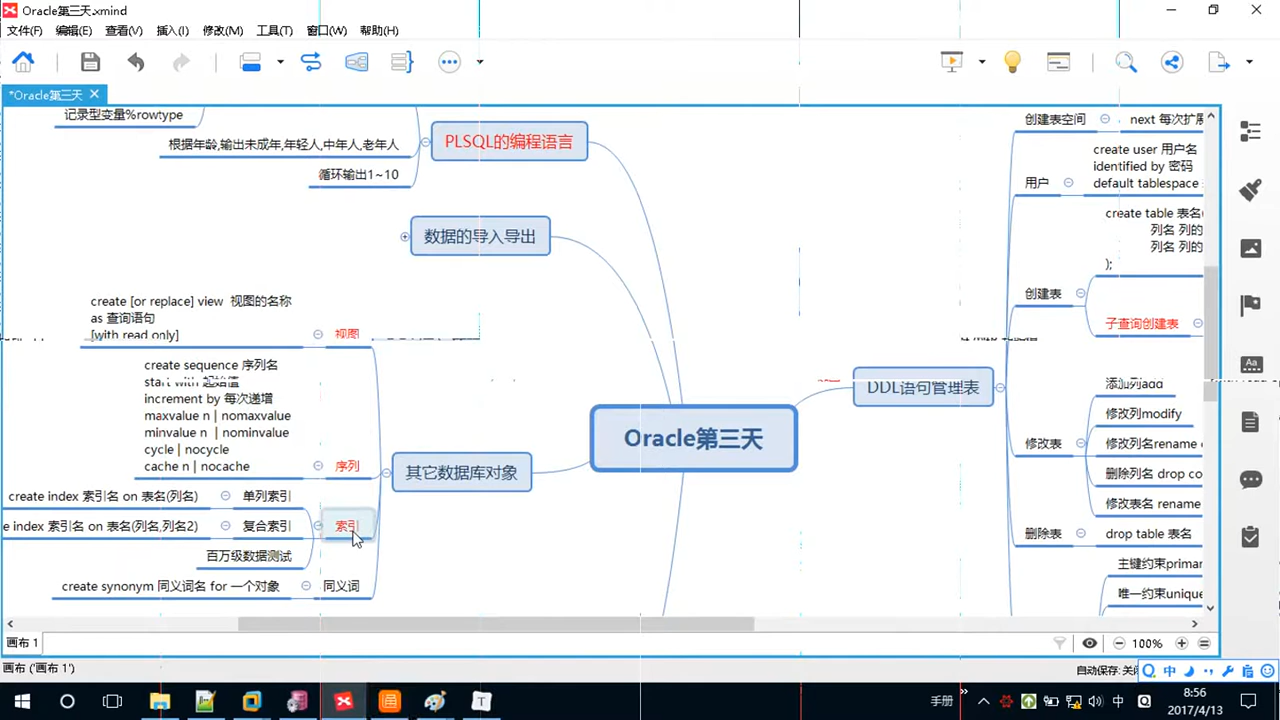 Oracle第三天.xmind
文件(F) 编辑(E) 查看(V) 插入(I) 修改(M) 工具(T) 窗口(W) 帮助(H)
*Oracle第三天
记录型变量%rowtype
根据年龄,输出未成年,年轻人,中年人,老年人
循环输出1~10
PLSQL的编程语言
数据的导入导出
create [or replace] view 视图的名称
as 查询语句
[with read only]
视图
create sequence 序列名
start with 起始值
increment by 每次递增
maxvalue n | nomaxvalue
minvalue n | nominvalue
cycle | nocycle
cache n | nocache
序列
其它数据库对象
create index 索引名 on 表名(列名)
单列索引
e index 索引名 on 表名(列名,列名2)
复合索引
索引
百万级数据测试
create synonym 同义词名 for 一个对象
同义词
Oracle第三天
DDL语句管理表
创建表空间
next 每次扩展
用户
create user 用户名
identified by 密码
default tablespace
创建表
create table 表名(
列名 列的
列名 列的
);
子查询创建表
修改表
添加列add
修改列modify
修改列名rename
删除列名 drop co
修改表名 rename
删除表
drop table 表名
主键约束primar
唯一约束unique
画布 1
100%
画布 ('画布 1')
自动保存: 关闭
中
手册
中
8:56
2017/4/13